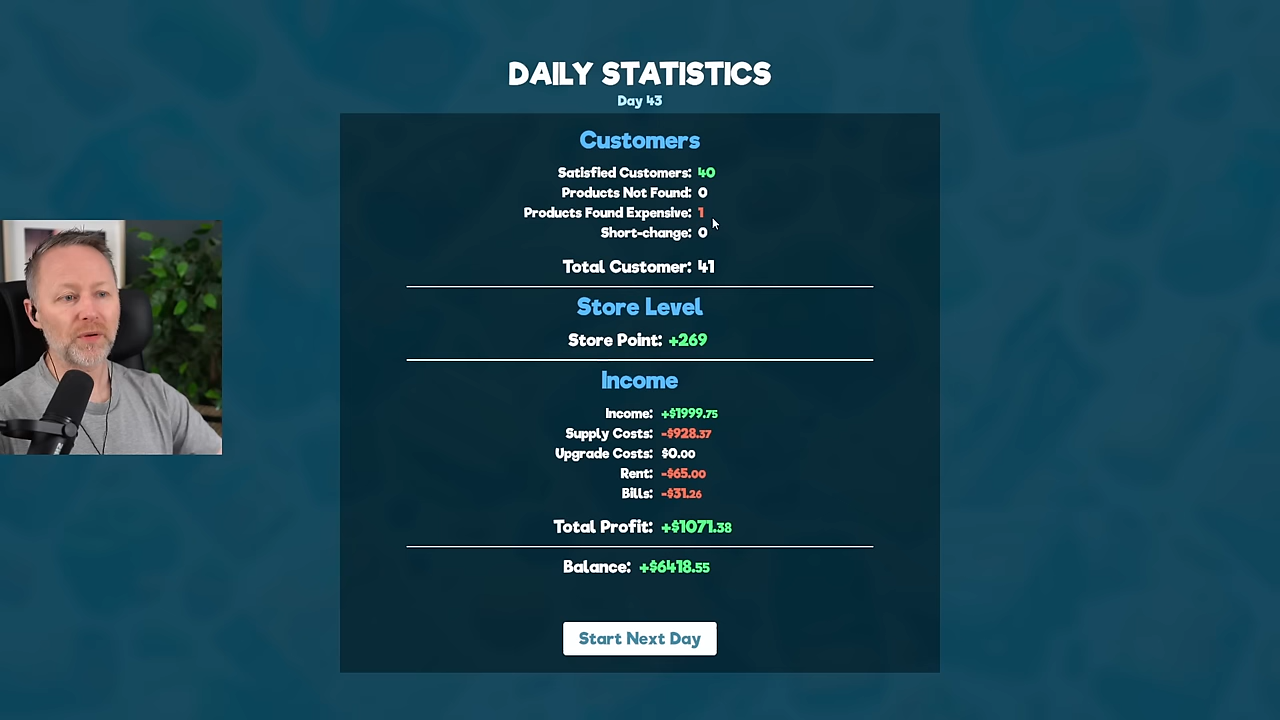 DAILY STATISTICS
Day 43
Customers
Satisfied Customers: 40
Products Not Found: 0
Products Found Expensive: 1
Short-change: 0
Total Customer: 41
Store Level
Store Point: +269
Income
Income: +$1999.75
Supply Costs: -$928.37
Upgrade Costs: $0.00
Rent: -$65.00
Bills: -$31.26
Total Profit: +$1071.38
Balance: +$6418.55
Start Next Day